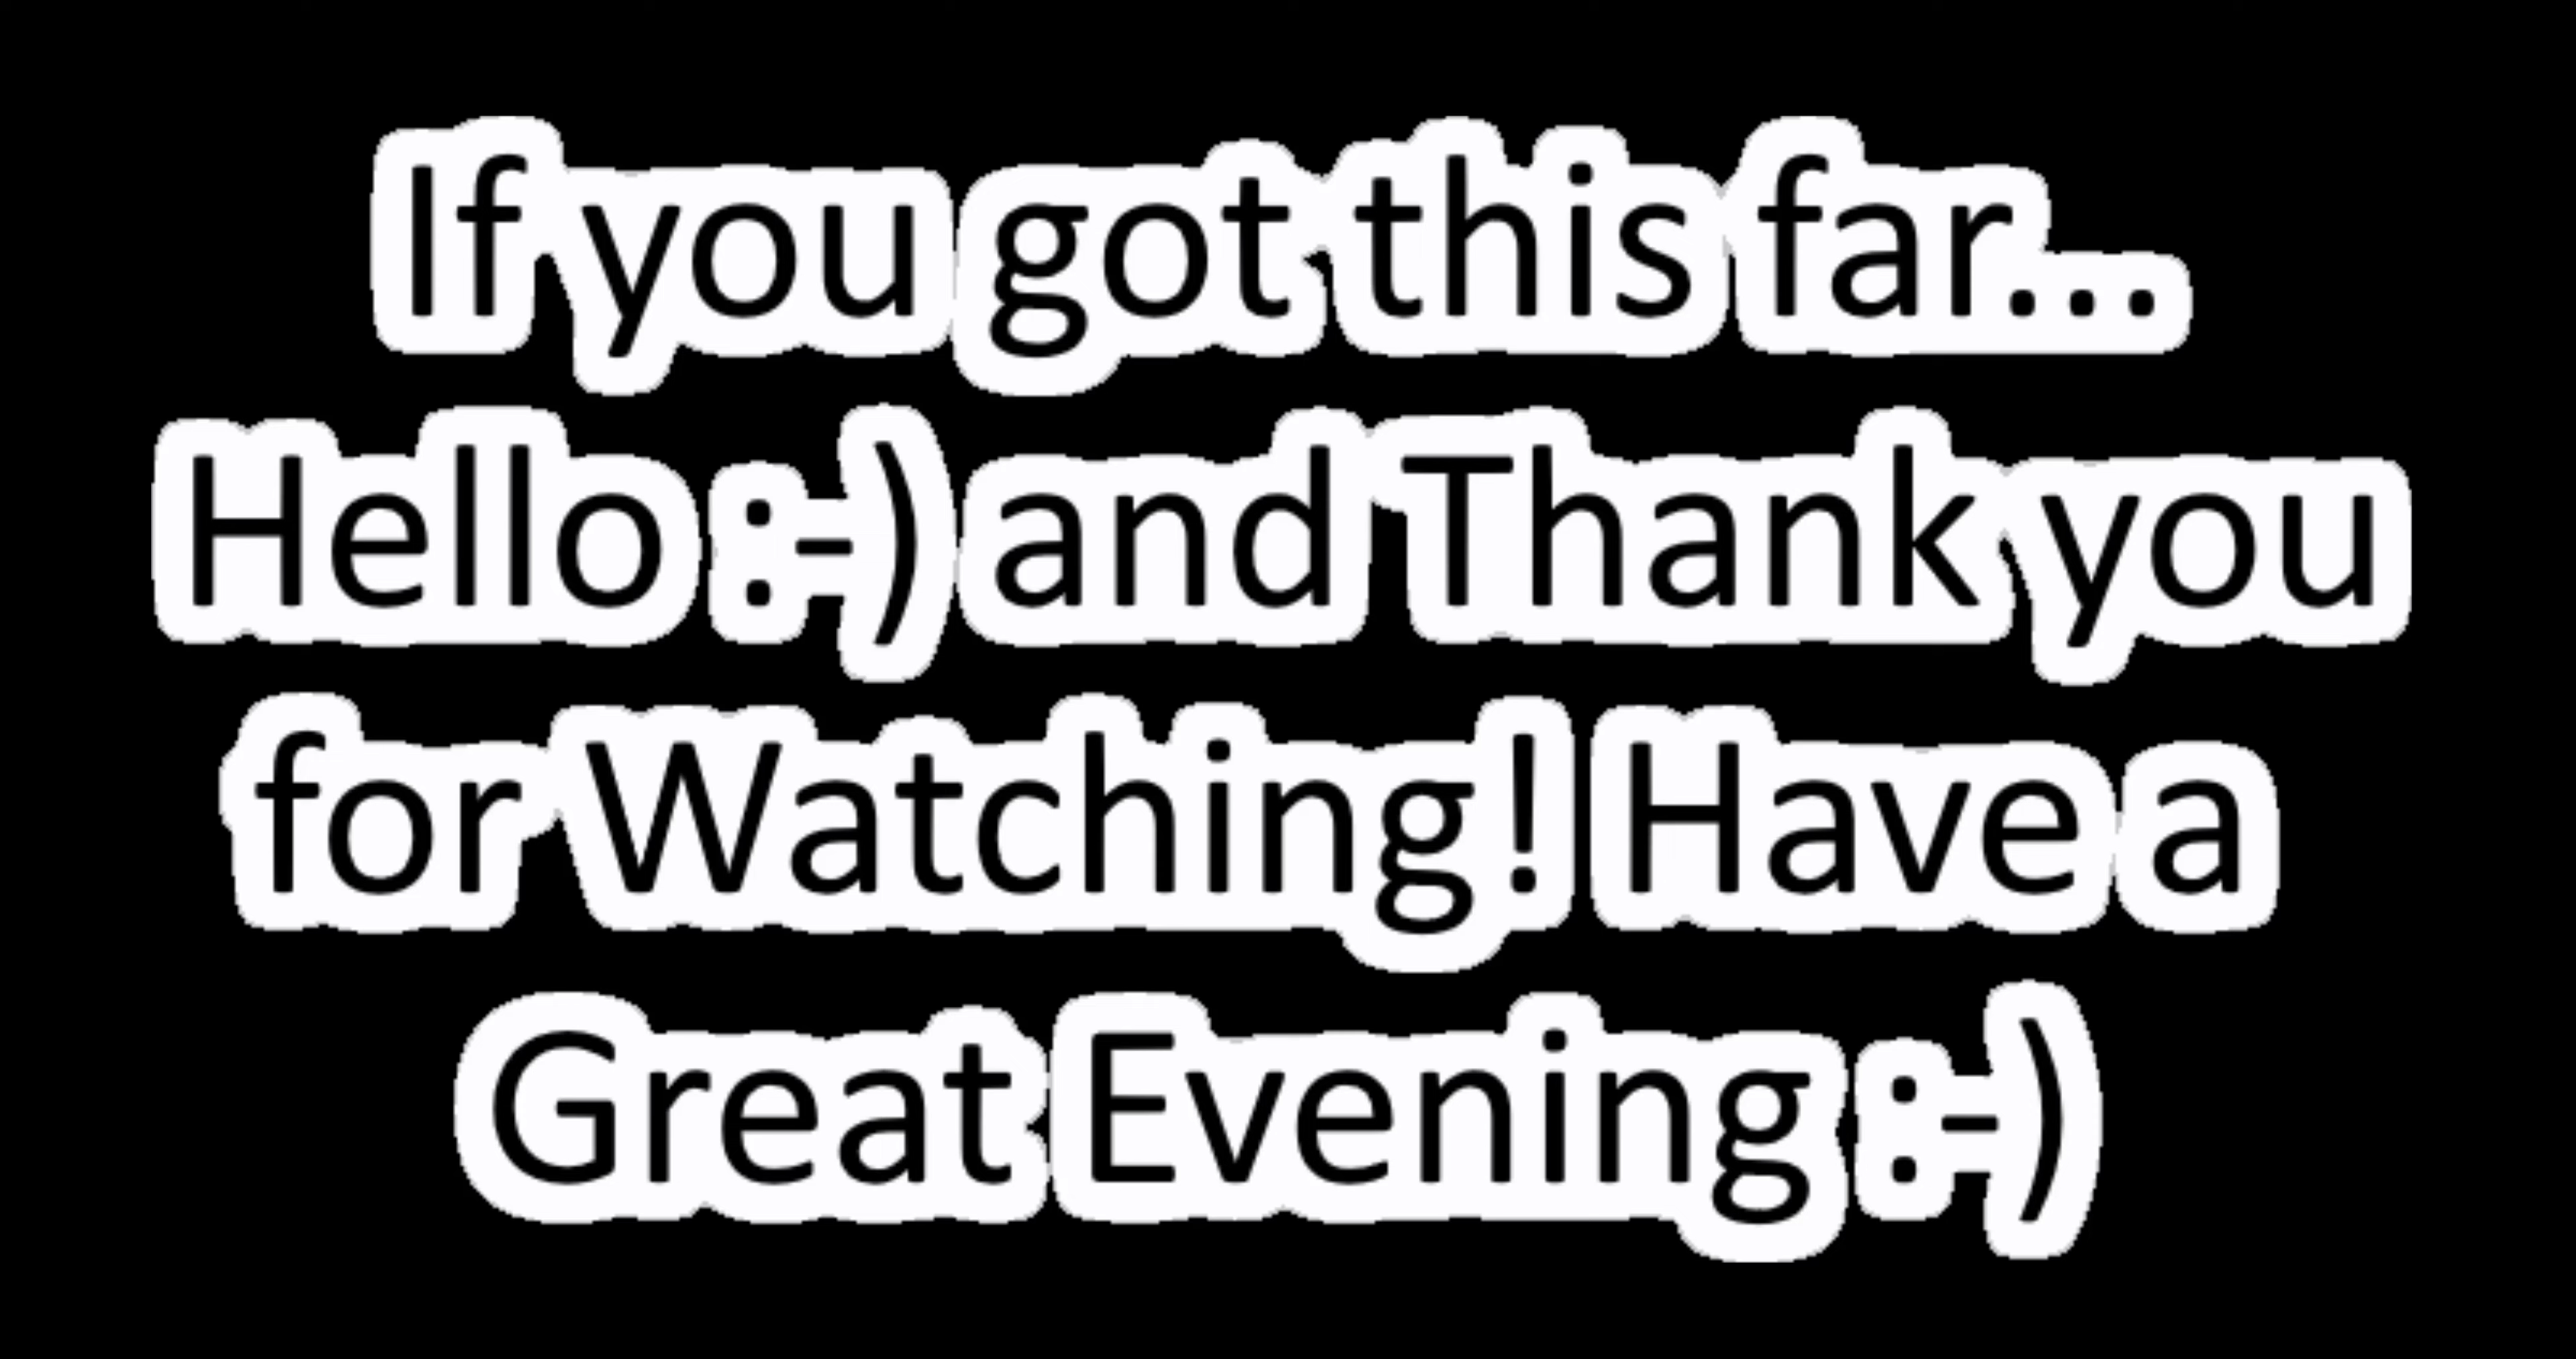 If you got this far...
Hello :-) and Thank you
for Watching! Have a
Great Evening :-)